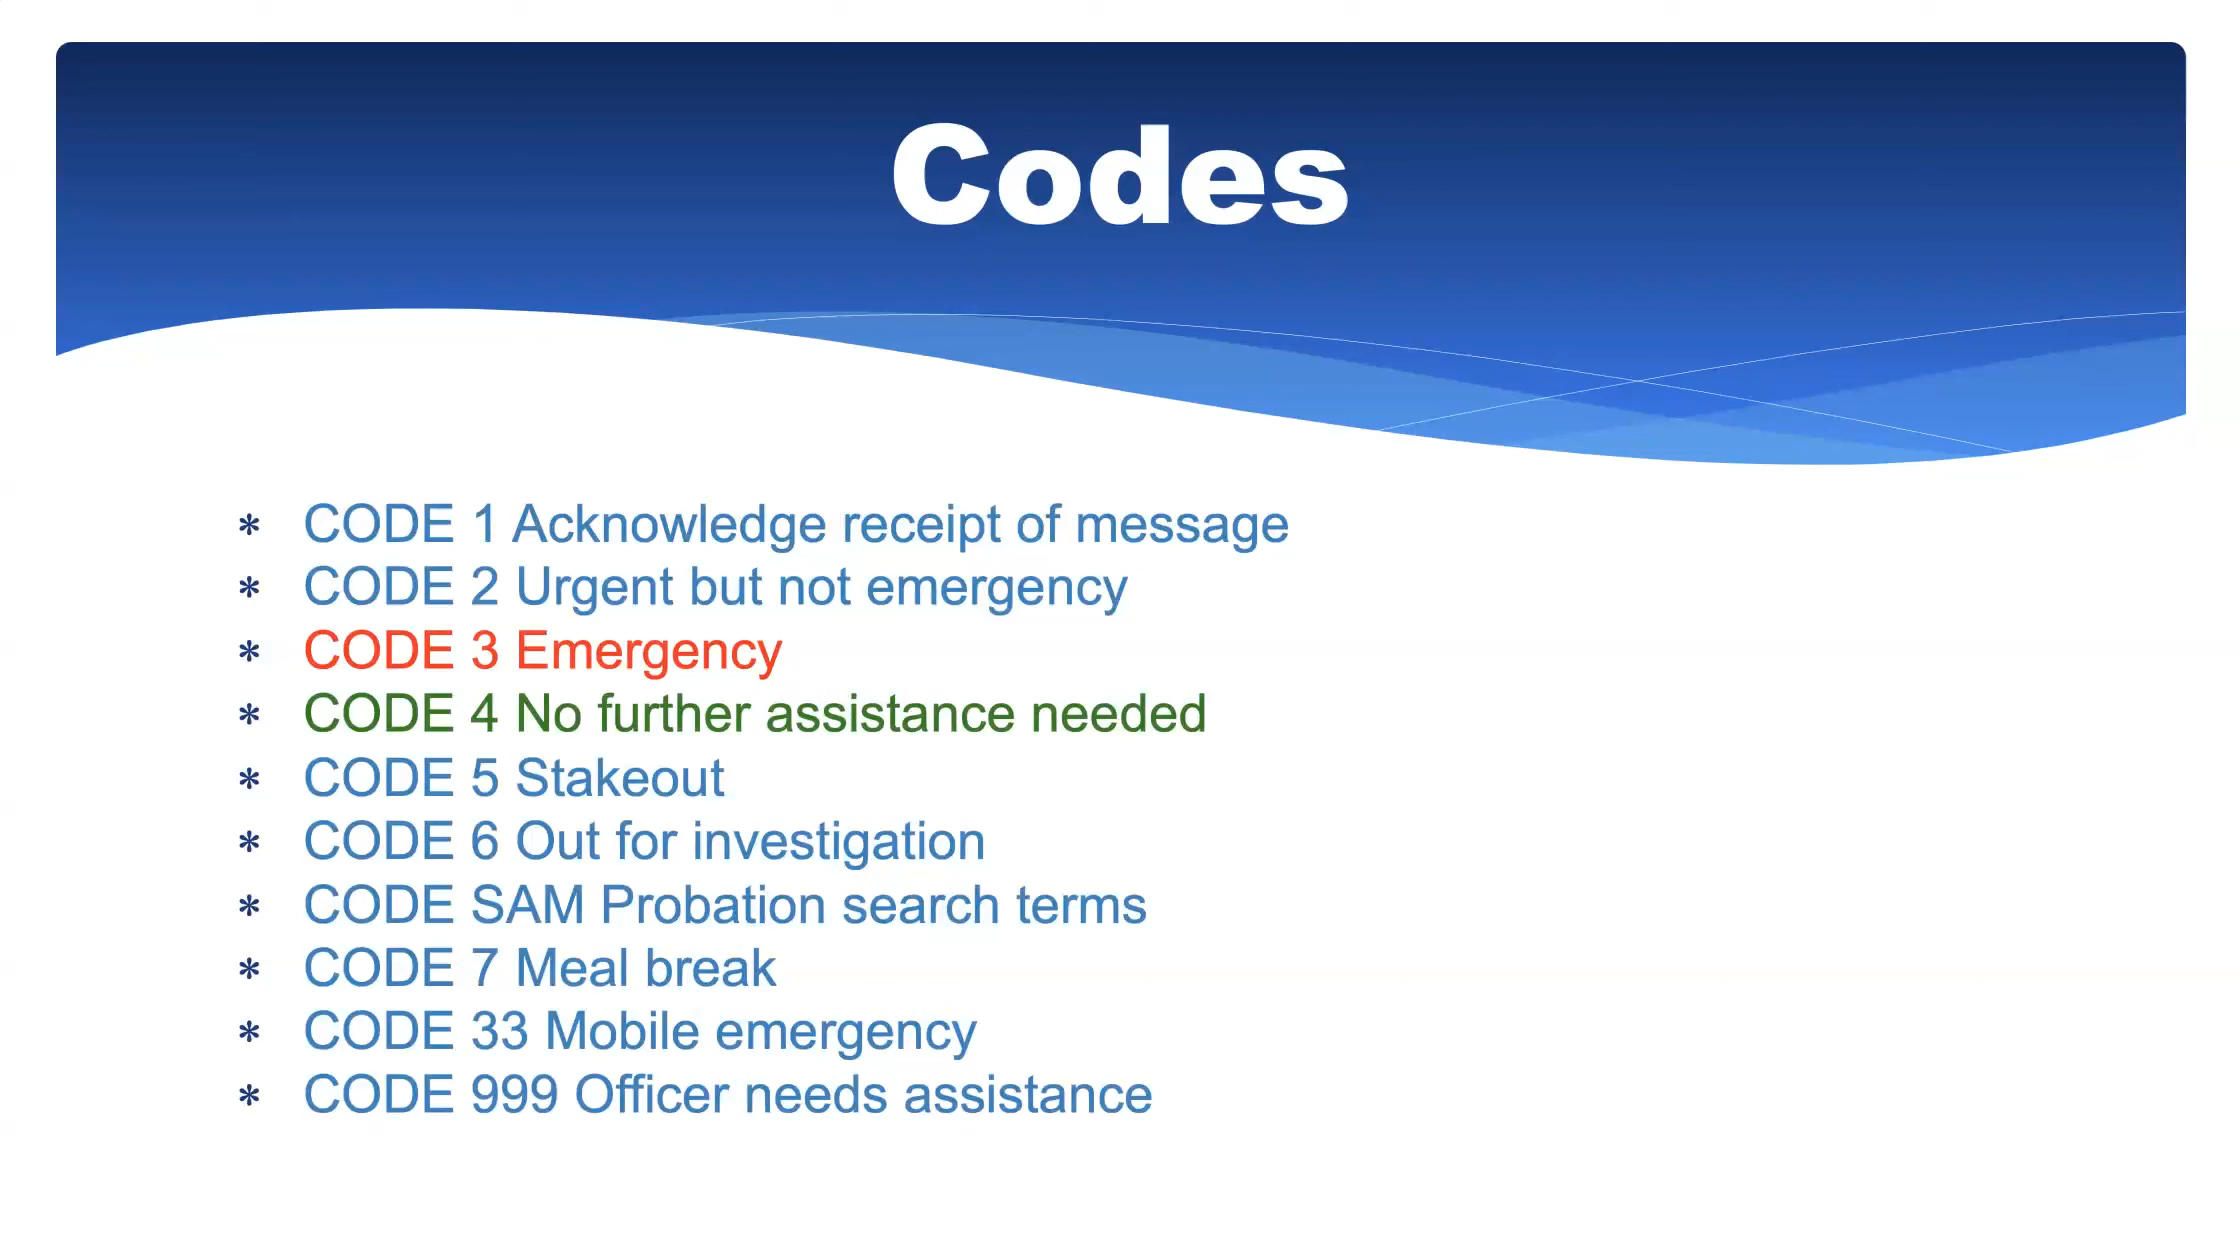 Codes
* CODE 1 Acknowledge receipt of message
* CODE 2 Urgent but not emergency
* CODE 3 Emergency
* CODE 4 No further assistance needed
* CODE 5 Stakeout
* CODE 6 Out for investigation
* CODE SAM Probation search terms
* CODE 7 Meal break
* CODE 33 Mobile emergency
* CODE 999 Officer needs assistance